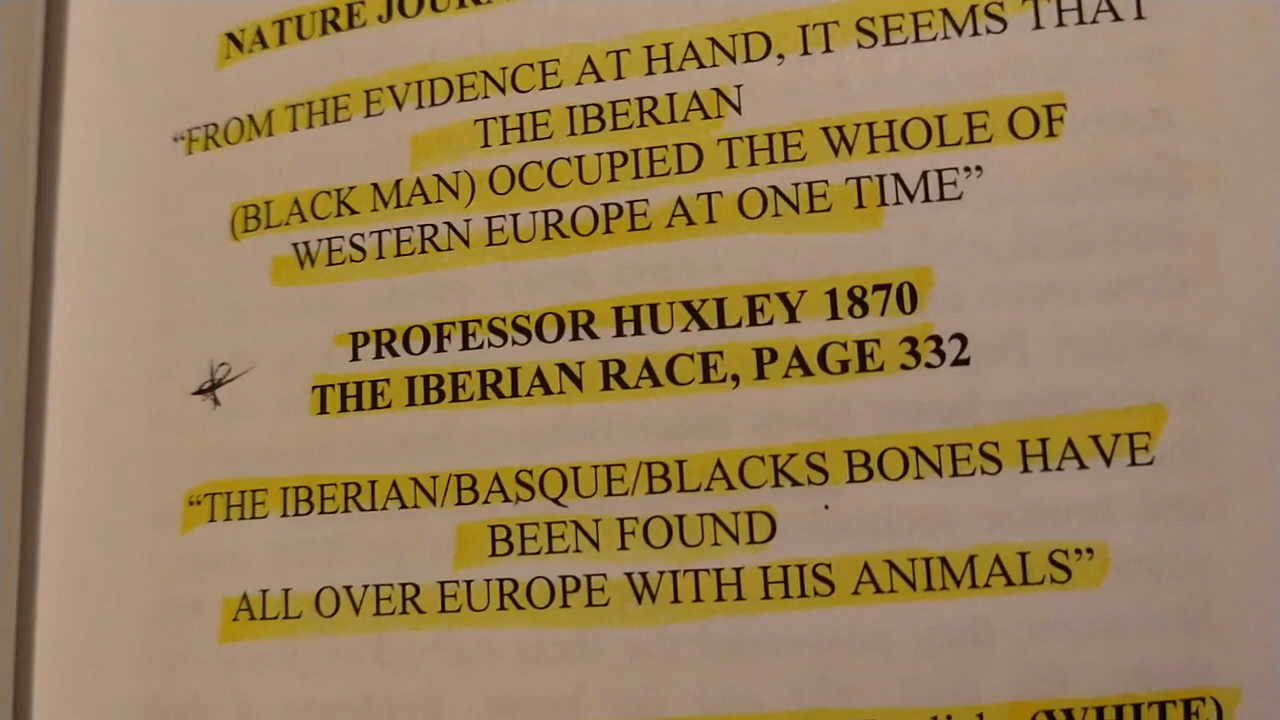 NATURE
"FROM THE EVIDENCE AT HAND, IT SEEMS THAT
THE IBERIAN
(BLACK MAN) OCCUPIED THE WHOLE OF
WESTERN EUROPE AT ONE TIME"
PROFESSOR HUXLEY 1870
THE IBERIAN RACE, PAGE 332
"THE IBERIAN/BASQUE/BLACKS BONES HAVE
BEEN FOUND
ALL OVER EUROPE WITH HIS ANIMALS"
(WHITE)